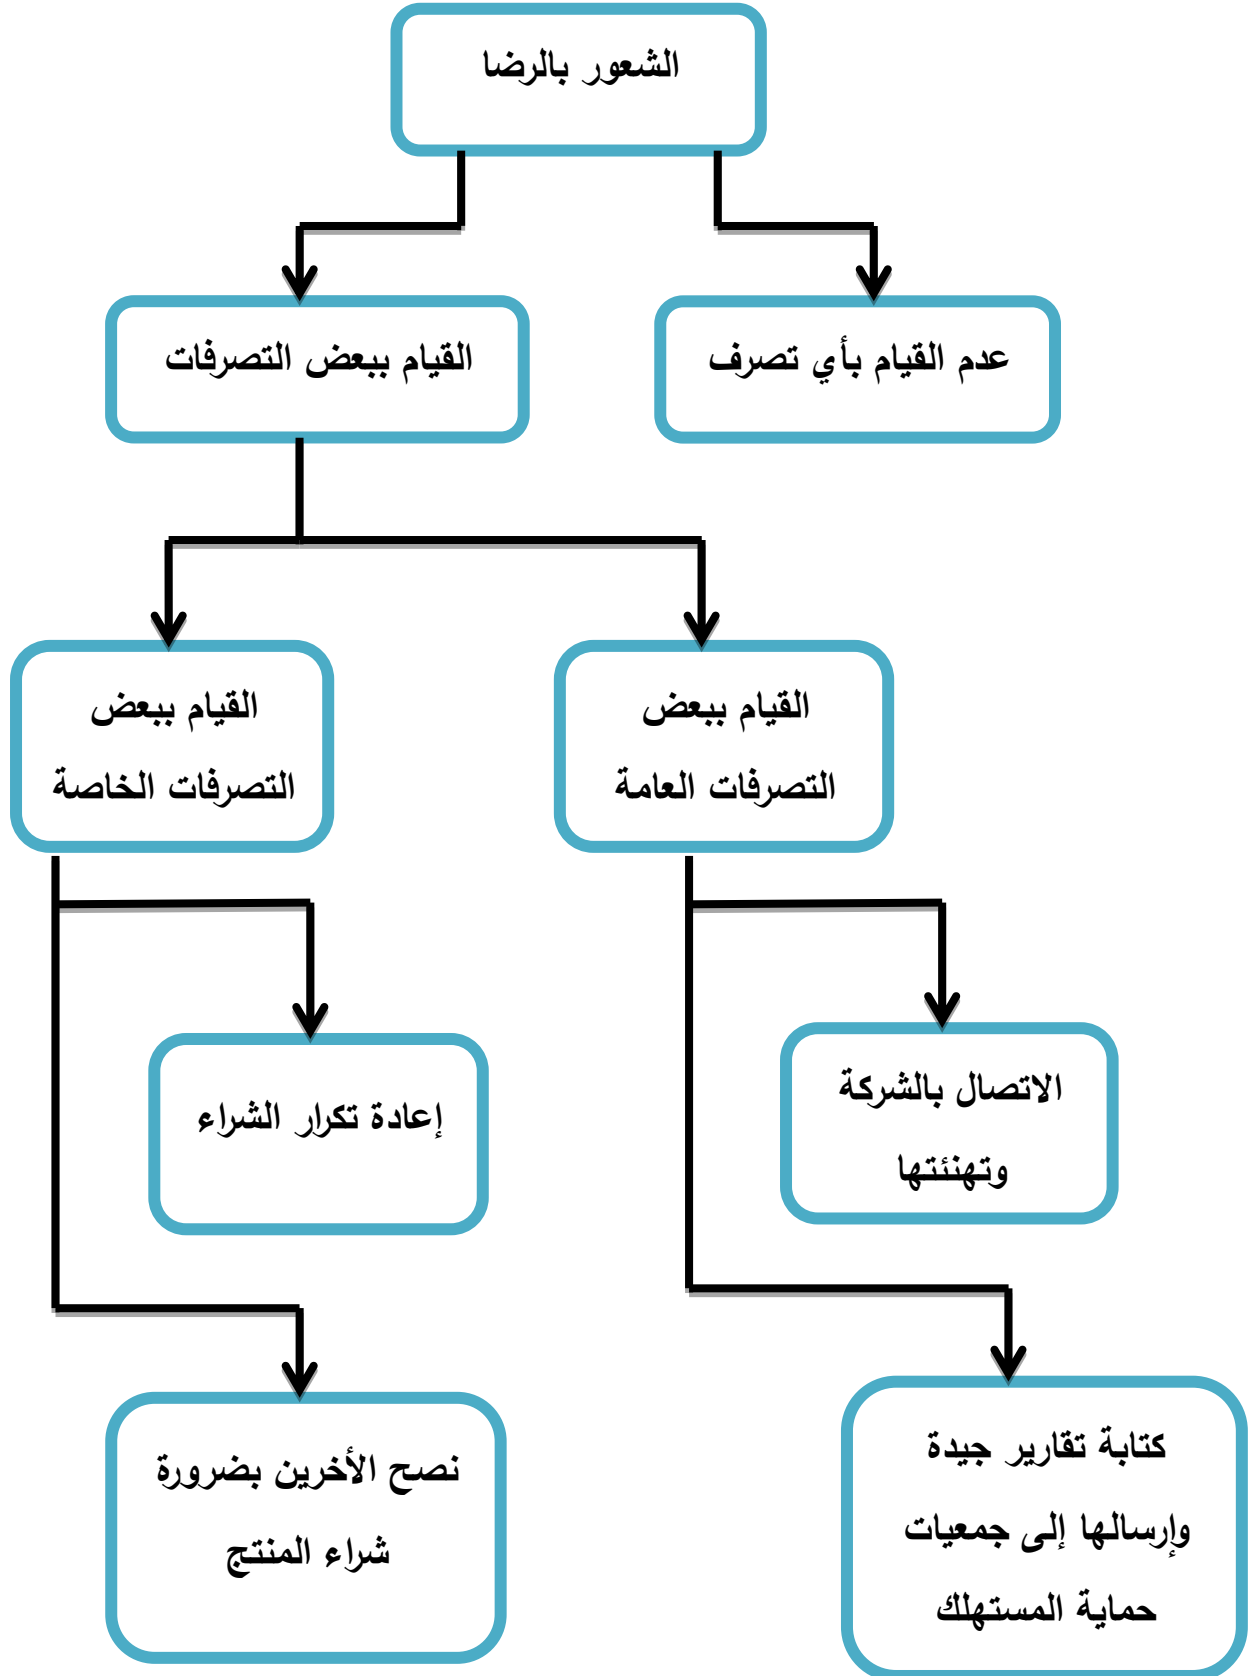 الشعور بالرضا
عدم القيام بأي تصرف
القيام ببعض التصرفات
القيام ببعض
التصرفات العامة
القيام ببعض
التصرفات الخاصة
الاتصال بالشركة
وتهنئتها
إعادة تكرار الشراء
كتابة تقارير جيدة
وإرسالها إلى جمعيات
حماية المستهلك
نصح الأخرين بضرورة
شراء المنتج